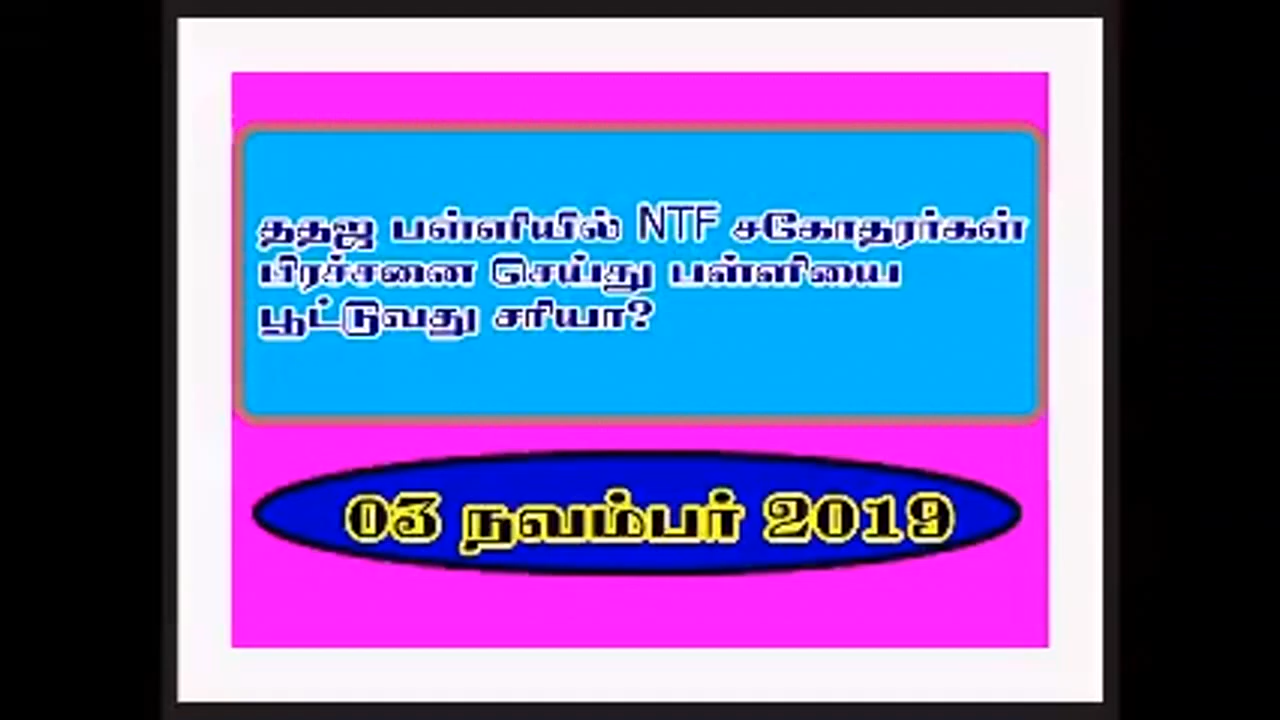 ததஜ பள்ளியில் NTF சகோதரர்கள்
பிரச்சனை செய்து பள்ளியை
பூட்டுவது சரியா?
03 நவம்பர் 2019